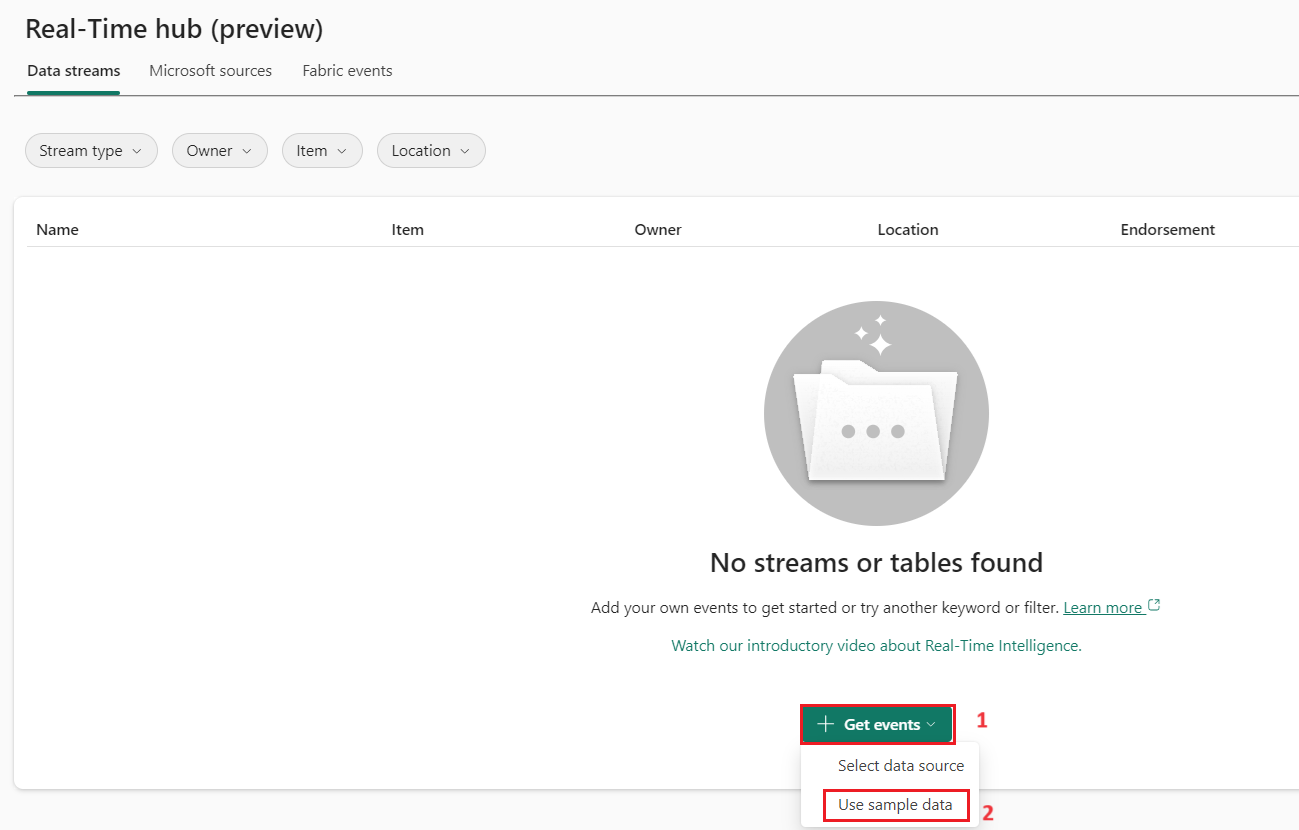 Real-Time hub (preview)
Data streams Microsoft sources Fabric events
Stream type Owner Item Location
Name Item Owner Location Endorsement
No streams or tables found
Add your own events to get started or try another keyword or filter. Learn more
Watch our introductory video about Real-Time Intelligence.
Get events 1
Select data source
Use sample data 2